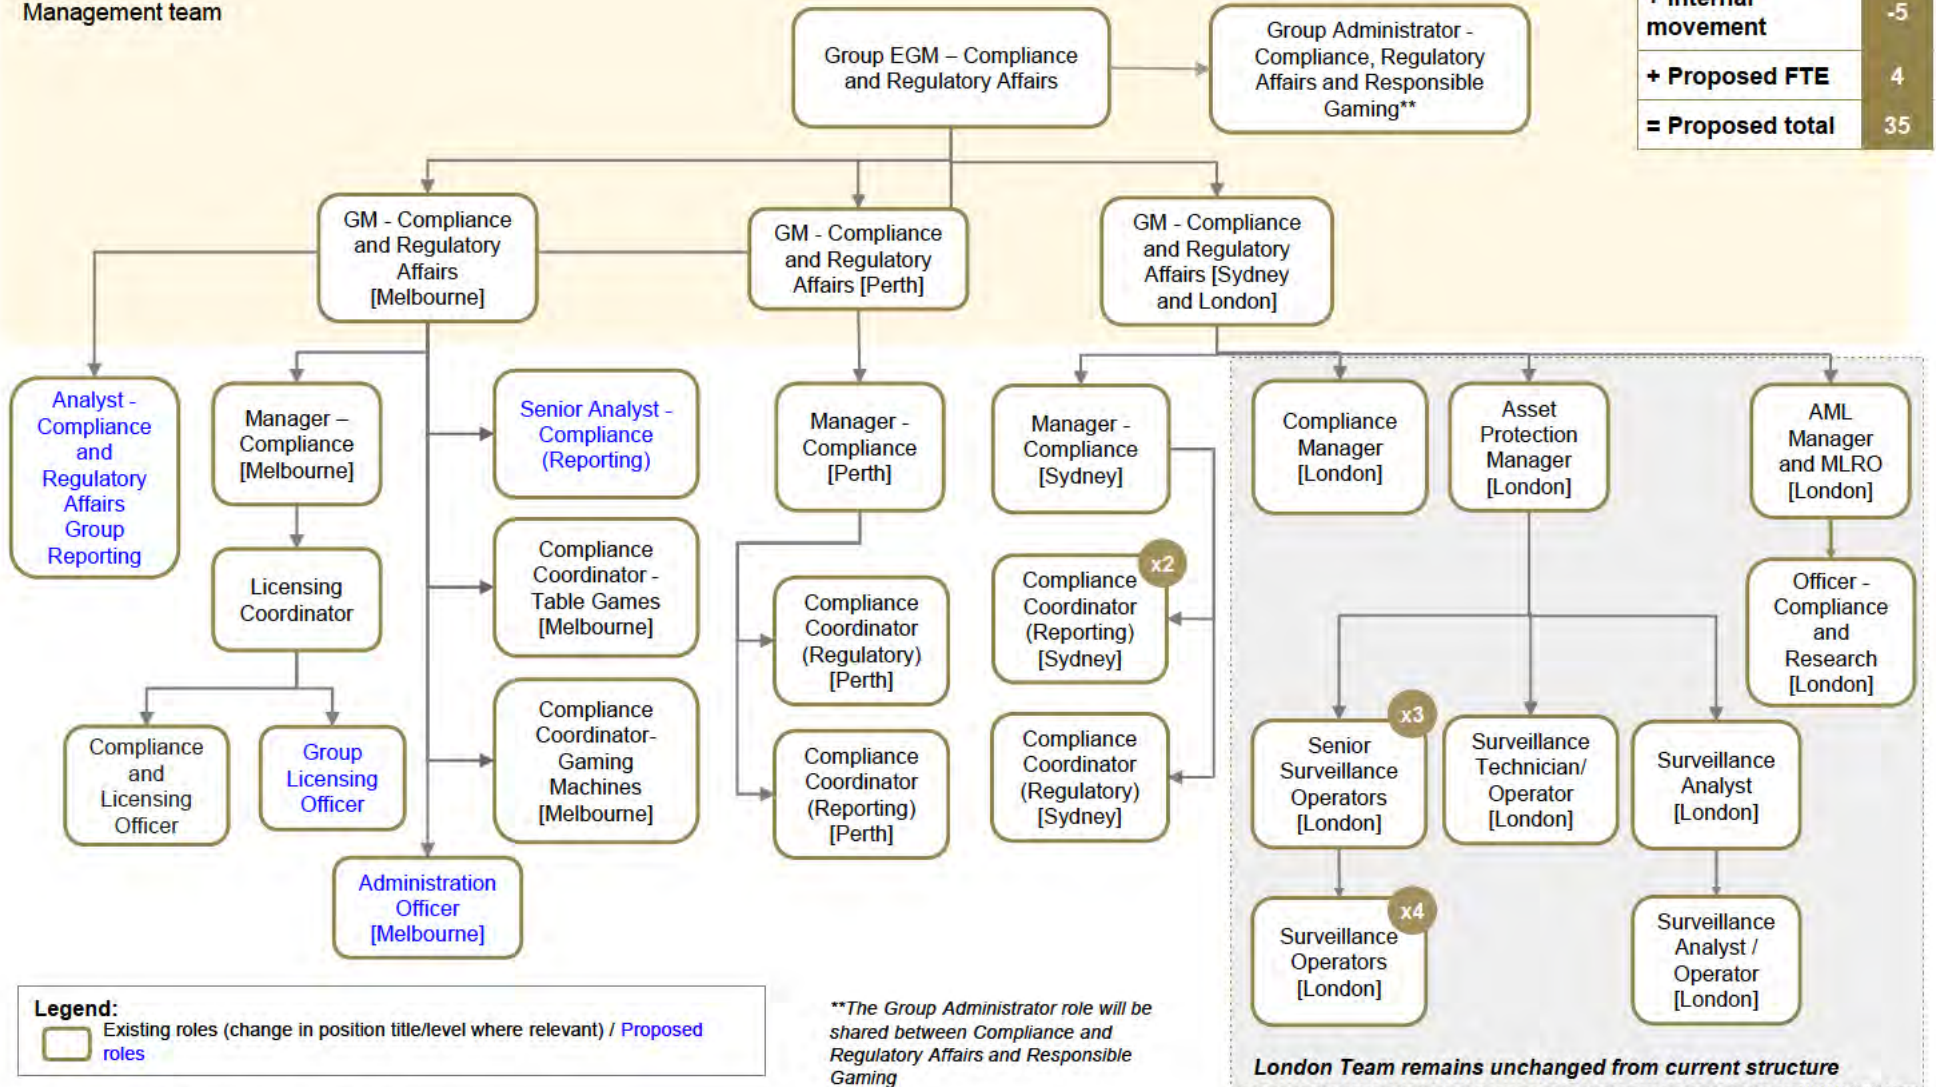 Management team
Group EGM – Compliance
and Regulatory Affairs
Group Administrator -
Compliance, Regulatory
Affairs and Responsible
Gaming**
+ Internal
movement
-5
+ Proposed FTE
4
= Proposed total
35
GM - Compliance
and Regulatory
Affairs
[Melbourne]
GM - Compliance
and Regulatory
Affairs [Perth]
GM - Compliance
and Regulatory
Affairs [Sydney
and London]
Analyst -
Compliance
and
Regulatory
Affairs
Group
Reporting
Manager –
Compliance
[Melbourne]
Licensing
Coordinator
Compliance
and
Licensing
Officer
Group
Licensing
Officer
Senior Analyst -
Compliance
(Reporting)
Compliance
Coordinator -
Table Games
[Melbourne]
Compliance
Coordinator-
Gaming
Machines
[Melbourne]
Administration
Officer
[Melbourne]
Manager -
Compliance
[Perth]
Compliance
Coordinator
(Regulatory)
[Perth]
Compliance
Coordinator
(Reporting)
[Perth]
Manager -
Compliance
[Sydney]
x2
Compliance
Coordinator
(Reporting)
[Sydney]
Compliance
Coordinator
(Regulatory)
[Sydney]
Compliance
Manager
[London]
Asset
Protection
Manager
[London]
AML
Manager
and MLRO
[London]
Officer -
Compliance
and
Research
[London]
x3
Senior
Surveillance
Operators
[London]
Surveillance
Technician/
Operator
[London]
Surveillance
Analyst
[London]
x4
Surveillance
Operators
[London]
Surveillance
Analyst /
Operator
[London]
Legend:
Existing roles (change in position title/level where relevant) / Proposed
roles
**The Group Administrator role will be
shared between Compliance and
Regulatory Affairs and Responsible
Gaming
London Team remains unchanged from current structure